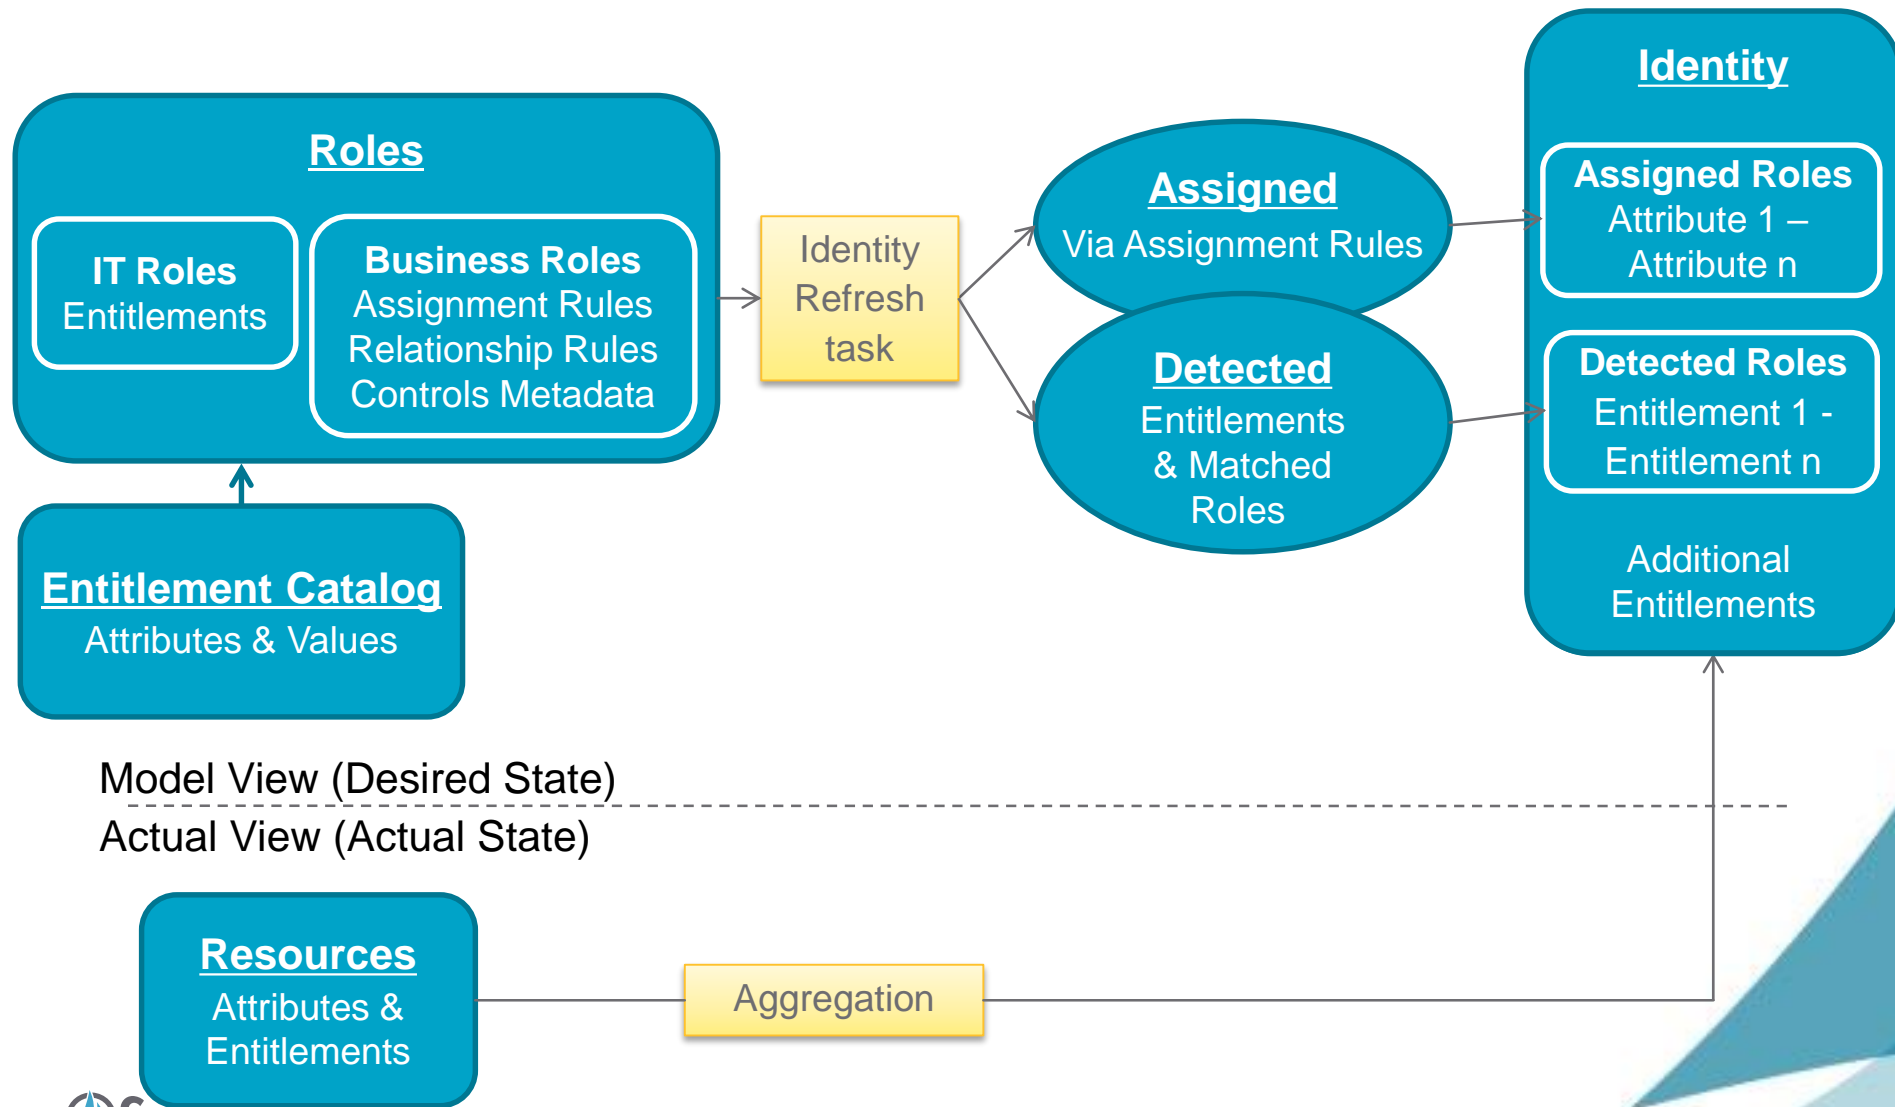 Roles
IT Roles
Entitlements
Business Roles
Assignment Rules
Relationship Rules
Controls Metadata
Entitlement Catalog
Attributes & Values
Identity
Refresh
task
Assigned
Via Assignment Rules
Detected
Entitlements
& Matched
Roles
Identity
Assigned Roles
Attribute 1 –
Attribute n
Detected Roles
Entitlement 1 -
Entitlement n
Additional
Entitlements
Model View (Desired State)
Actual View (Actual State)
Resources
Attributes &
Entitlements
Aggregation